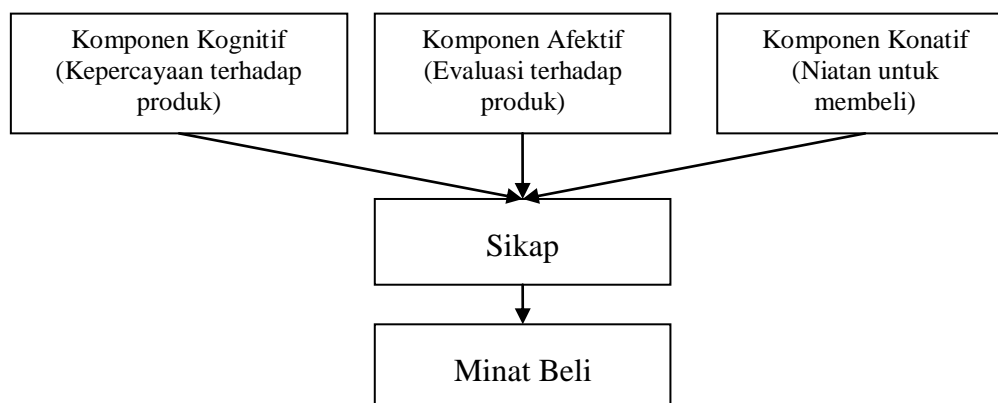 Komponen Kognitif
(Kepercayaan terhadap
produk)
Komponen Afektif
(Evaluasi terhadap
produk)
Komponen Konatif
(Niatan untuk
membeli)
Sikap
Minat Beli